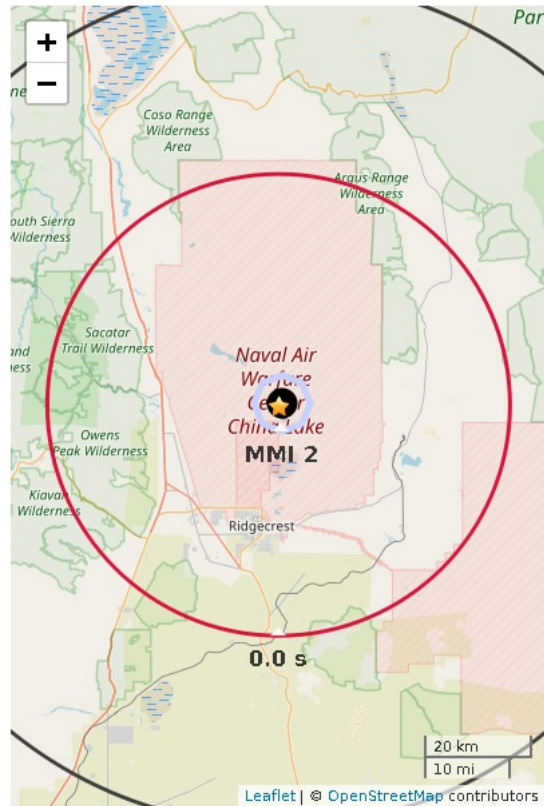 +
Par
−
Coso Range
Wilderness
Area
Argus Range
Wilderness
Area
outh Sierra
Wilderness
Sacatar
Trail Wilderness
Naval Air
Warfare
Center
China Lake
MMI 2
Owens
Peak Wilderness
Kiavah
Wilderness
Ridgecrest
0.0 s
20 km
10 mi
Leaflet | © OpenStreetMap contributors